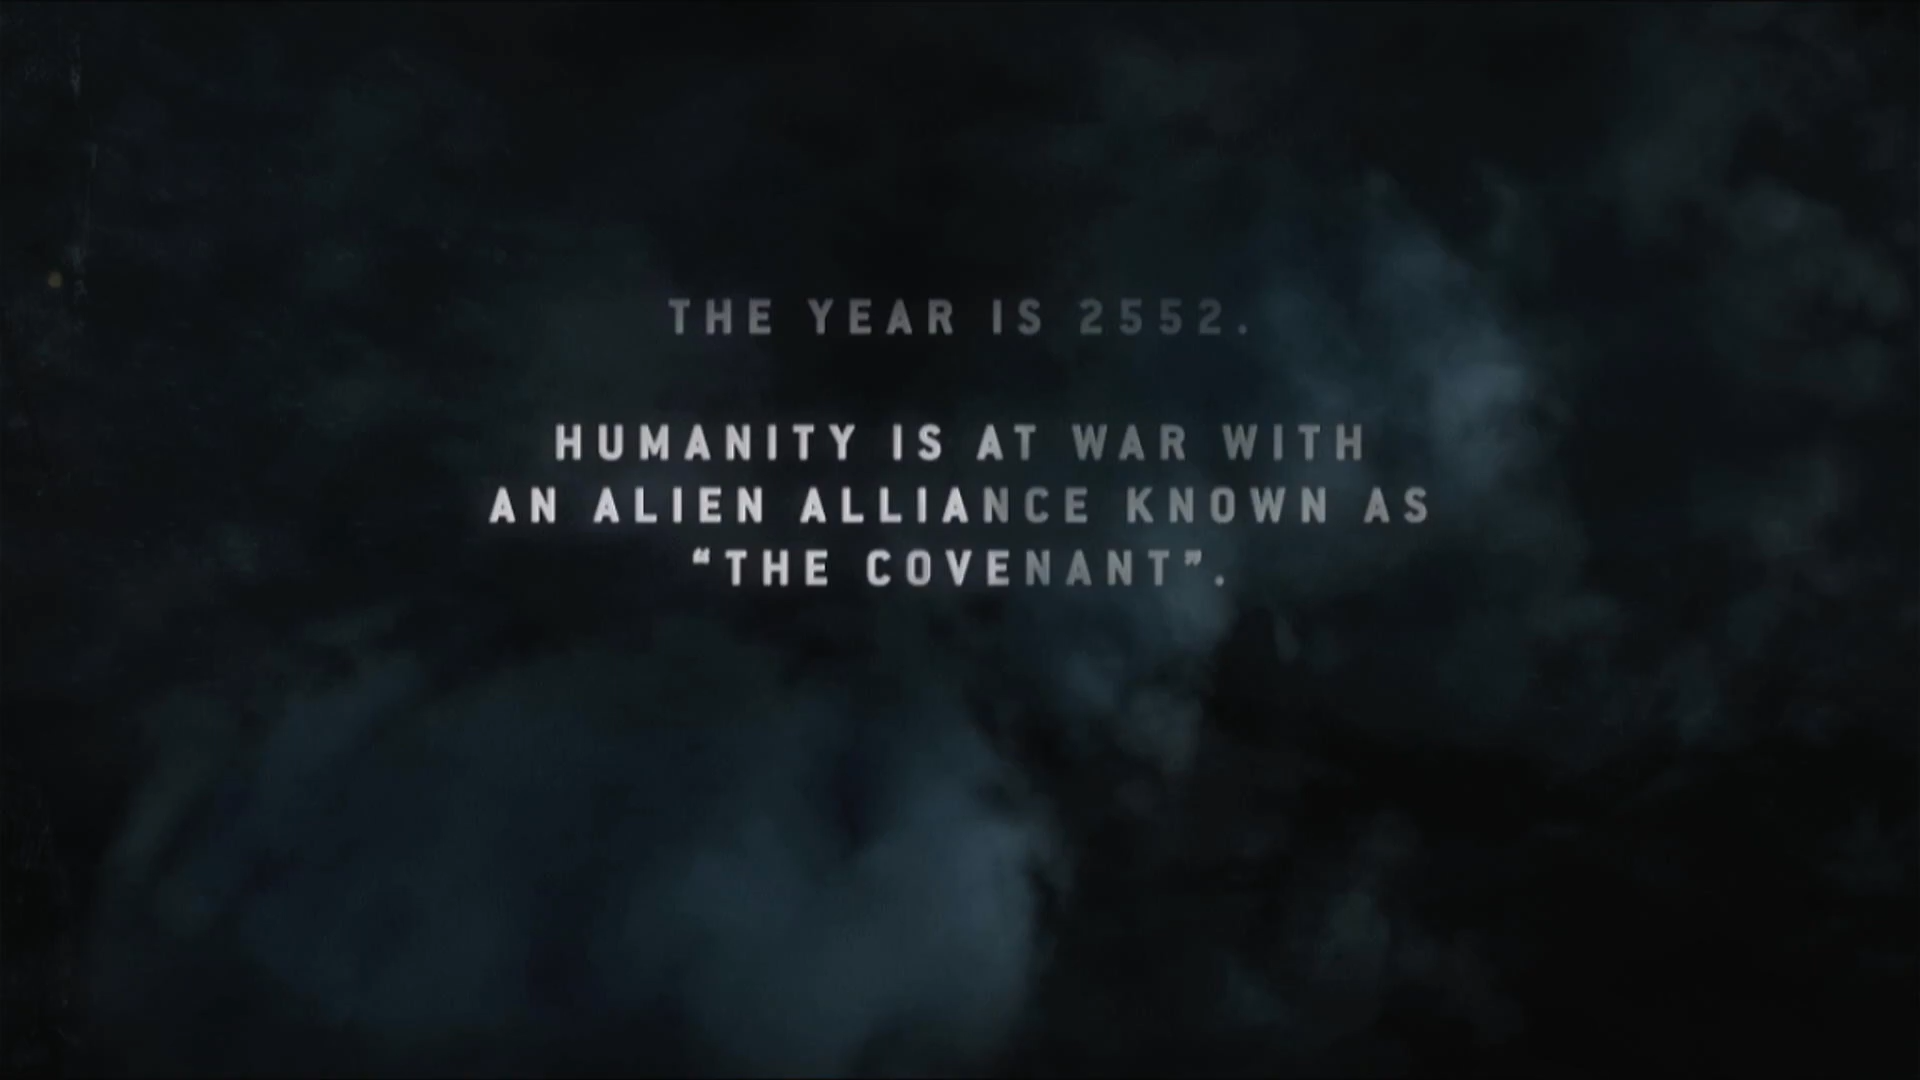 THE YEAR IS 2552.
HUMANITY IS AT WAR WITH
AN ALIEN ALLIANCE KNOWN AS
“THE COVENANT”.